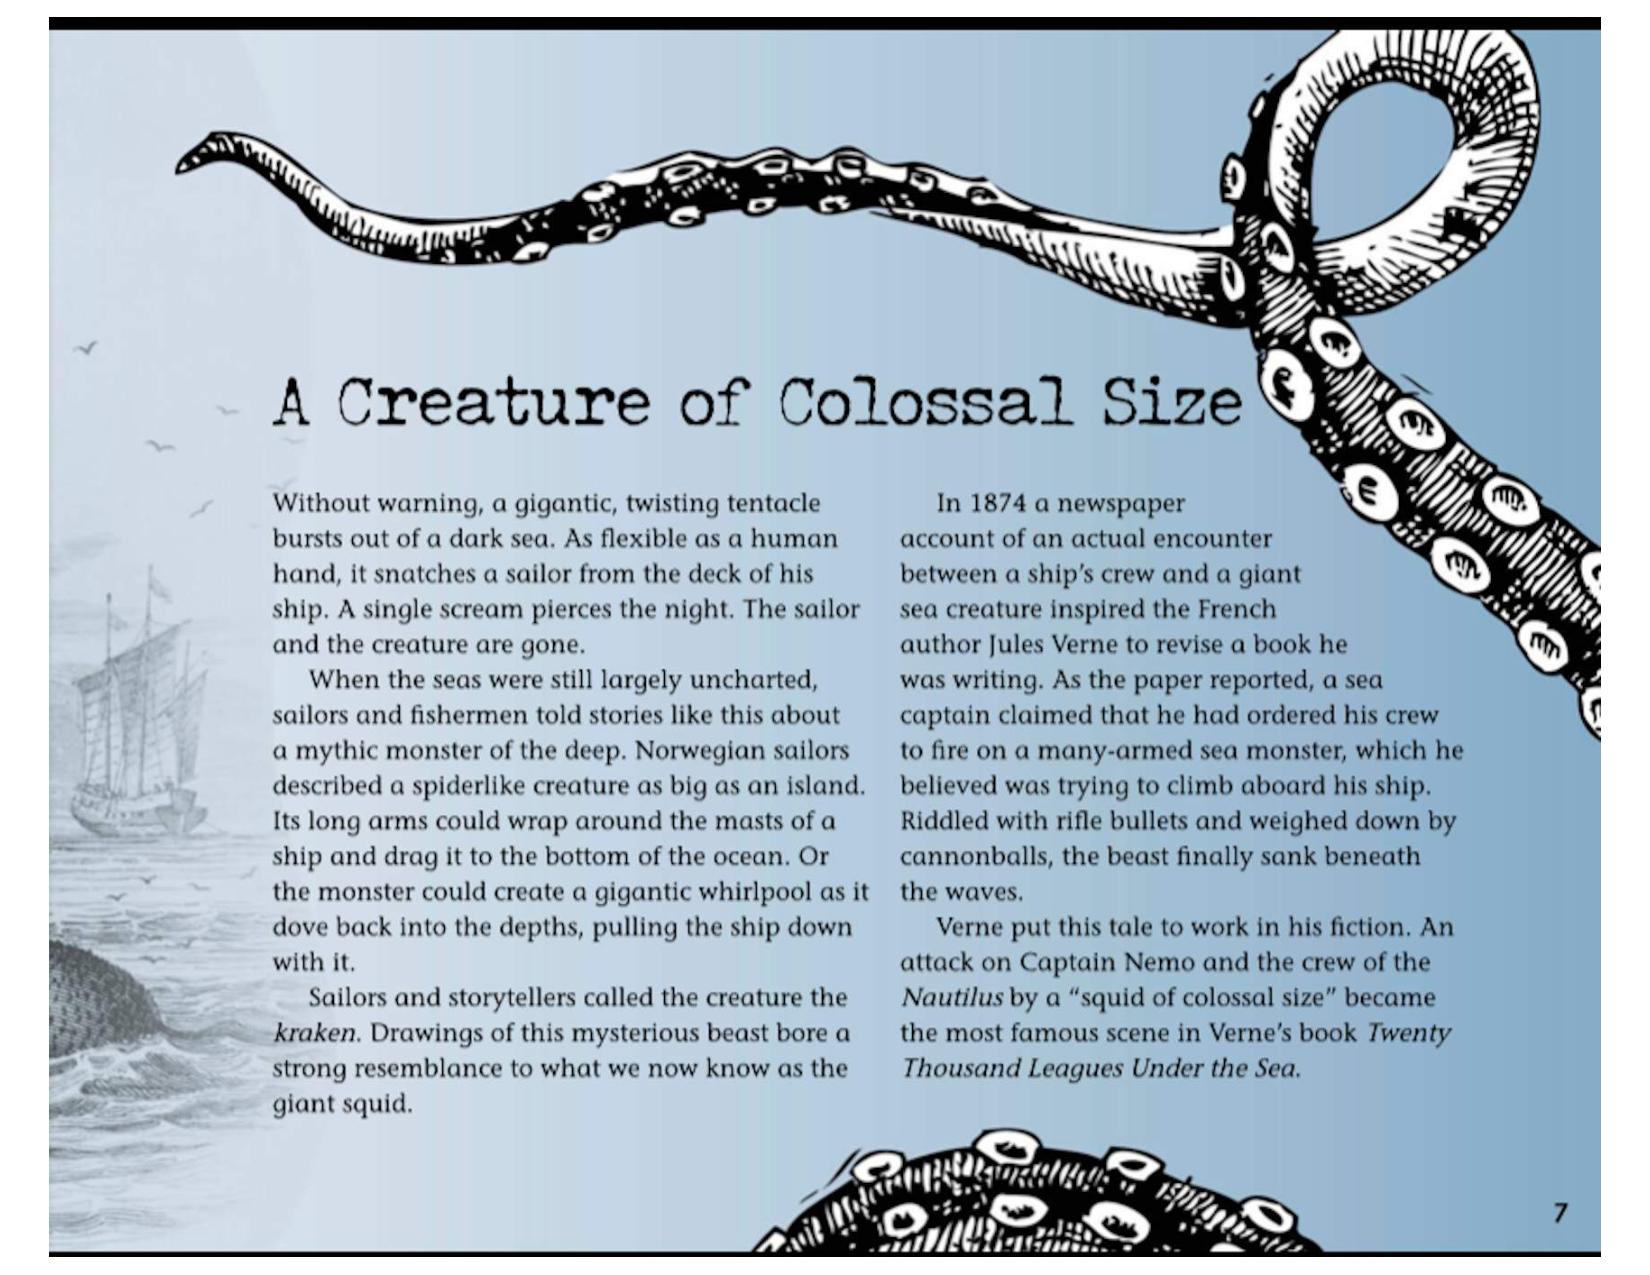 A Creature of Colossal Size
Without warning, a gigantic, twisting tentacle
bursts out of a dark sea. As flexible as a human
hand, it snatches a sailor from the deck of his
ship. A single scream pierces the night. The sailor
and the creature are gone.
When the seas were still largely uncharted,
sailors and fishermen told stories like this about
a mythic monster of the deep. Norwegian sailors
described a spiderlike creature as big as an island.
Its long arms could wrap around the masts of a
ship and drag it to the bottom of the ocean. Or
the monster could create a gigantic whirlpool as it
dove back into the depths, pulling the ship down
with it.
Sailors and storytellers called the creature the
kraken. Drawings of this mysterious beast bore a
strong resemblance to what we now know as the
giant squid.
In 1874 a newspaper
account of an actual encounter
between a ship's crew and a giant
sea creature inspired the French
author Jules Verne to revise a book he
was writing. As the paper reported, a sea
captain claimed that he had ordered his crew
to fire on a many-armed sea monster, which he
believed was trying to climb aboard his ship.
Riddled with rifle bullets and weighed down by
cannonballs, the beast finally sank beneath
the waves.
Verne put this tale to work in his fiction. An
attack on Captain Nemo and the crew of the
Nautilus by a "squid of colossal size" became
the most famous scene in Verne's book Twenty
Thousand Leagues Under the Sea.
7